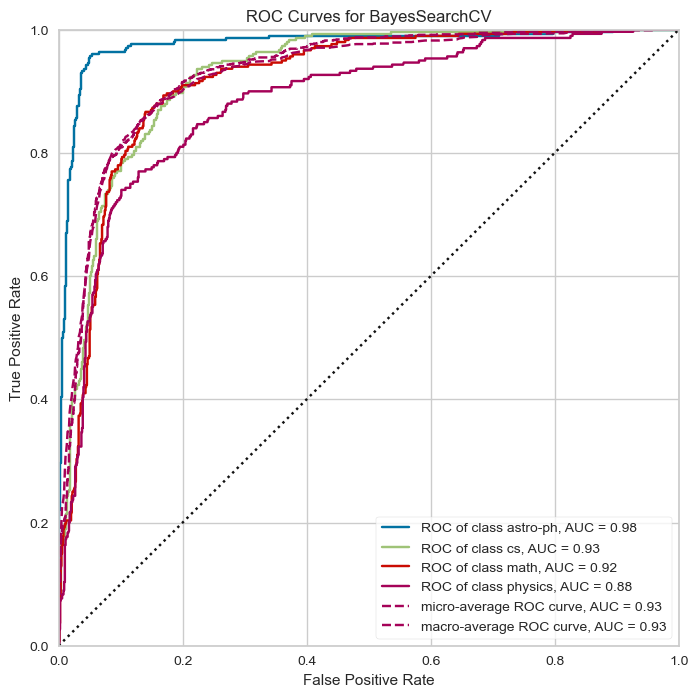 ROC Curves for BayesSearchCV
True Positive Rate
1.0
0.8
0.6
0.4
0.2
0.0
ROC of class astro-ph, AUC = 0.98
ROC of class cs, AUC = 0.93
ROC of class math, AUC = 0.92
ROC of class physics, AUC = 0.88
micro-average ROC curve, AUC = 0.93
macro-average ROC curve, AUC = 0.93
0.0 0.2 0.4 0.6 0.8 1.0
False Positive Rate